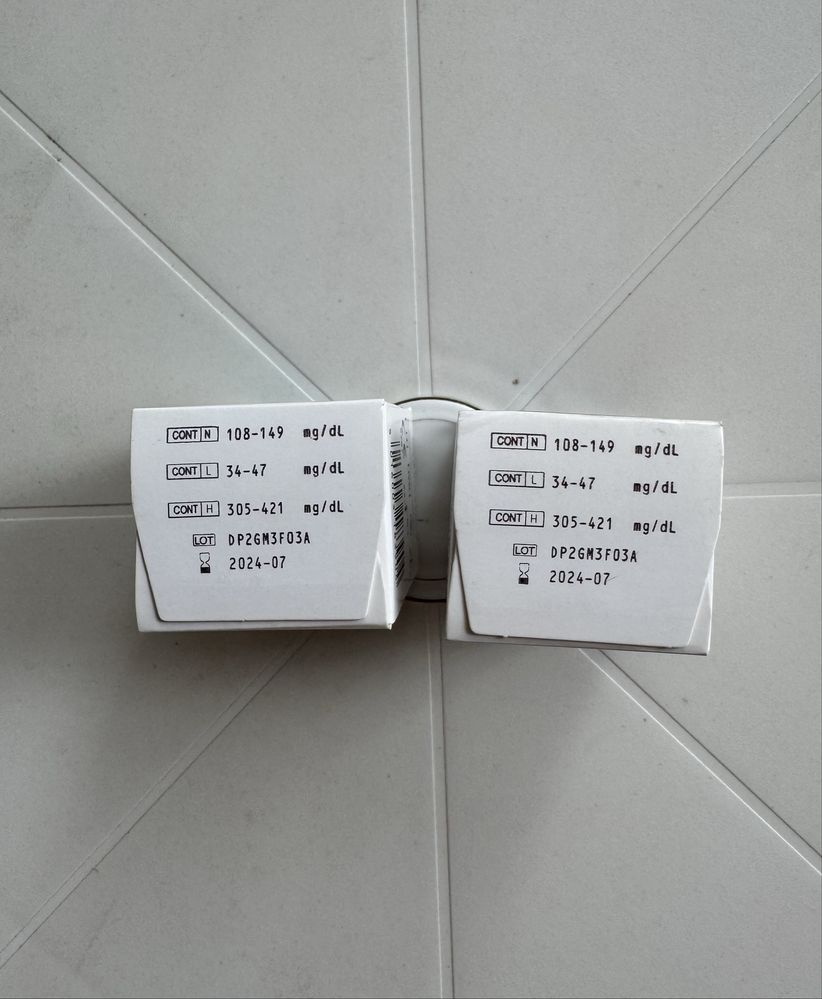 CONT N 108-149 mg/dL
CONT L 34-47 mg/dL
CONT H 305-421 mg/dL
LOT DP2GM3F03A
2024-07
CONT N 108-149 mg/dL
CONT L 34-47 mg/dL
CONT H 305-421 mg/dL
LOT DP2GM3F03A
2024-07